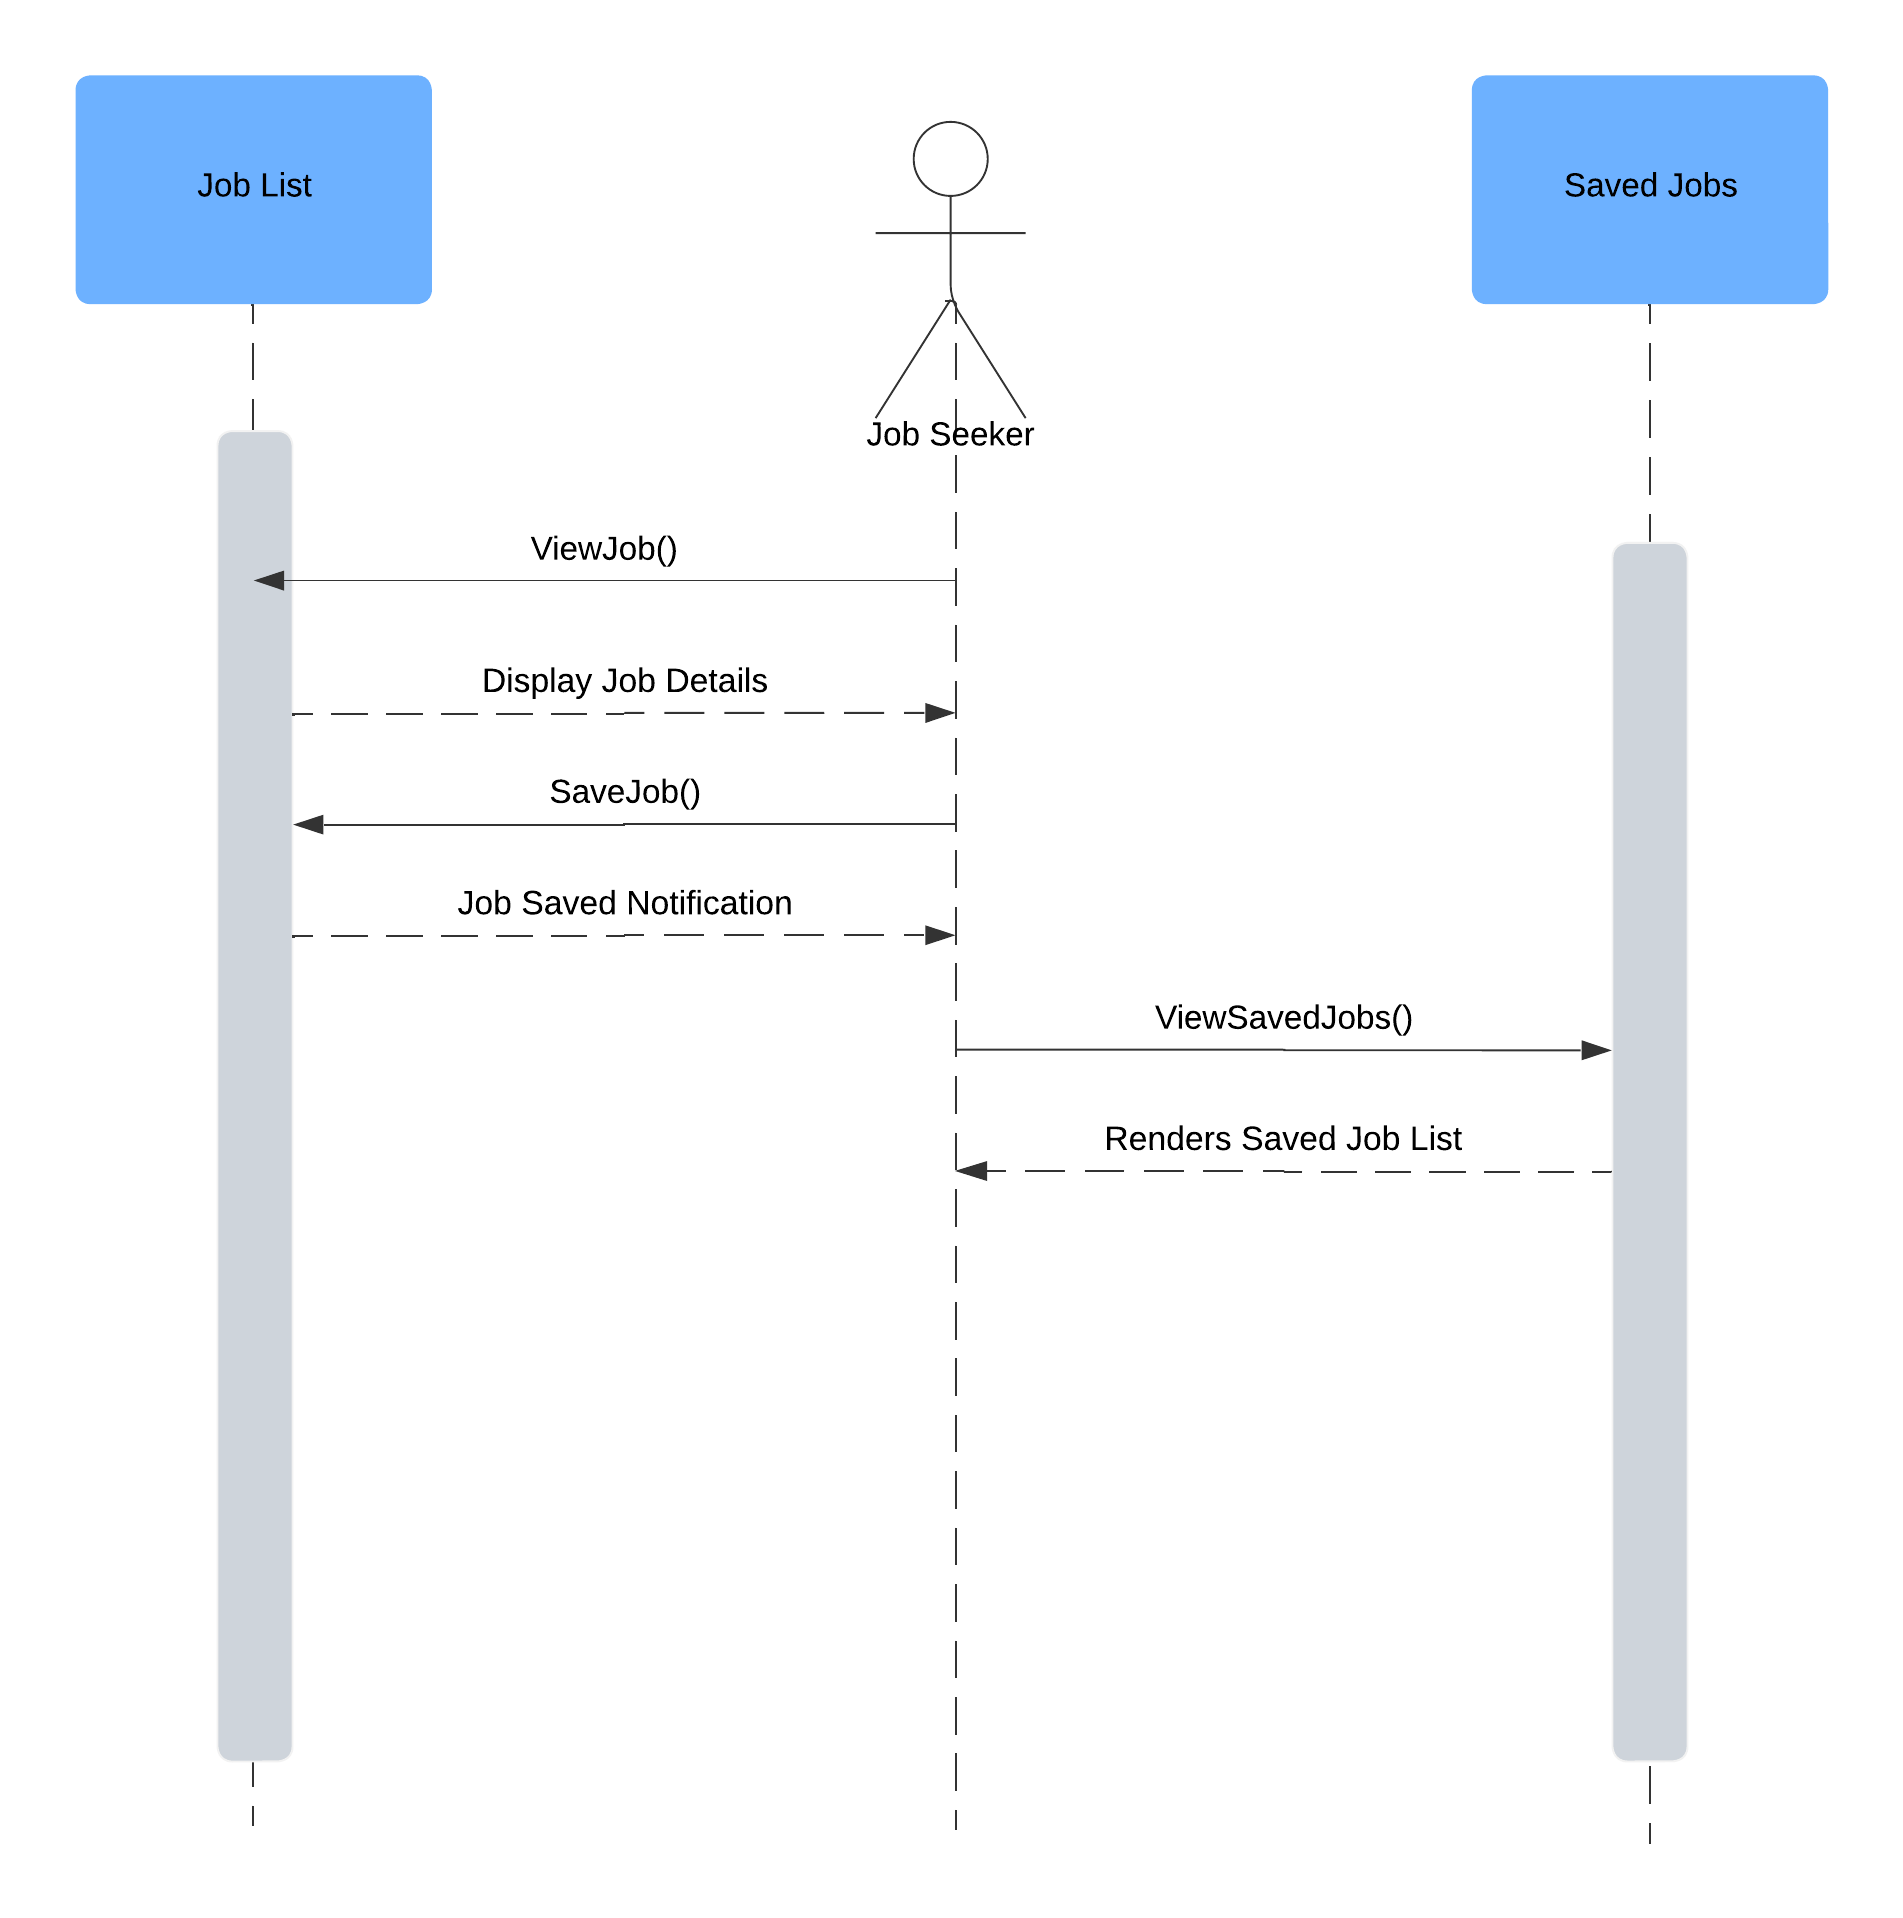 Job List
Saved Jobs
Job Seeker
ViewJob()
Display Job Details
SaveJob()
Job Saved Notification
ViewSavedJobs()
Renders Saved Job List